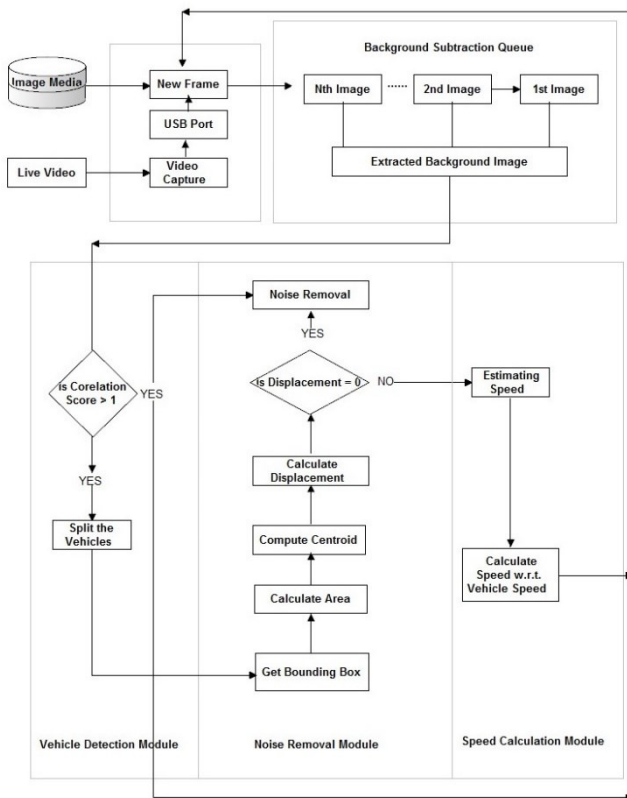 Background Subtraction Queue
Image Media
New Frame
Nth Image
......
2nd Image
1st Image
USB Port
Live Video
Video
Capture
Extracted Background Image
Noise Removal
YES
is Corelation
Score > 1
YES
is Displacement = 0
NO
Estimating
Speed
YES
Calculate
Displacement
Split the
Vehicles
Compute Centroid
Calculate
Speed w.r.t.
Vehicle Speed
Calculate Area
Get Bounding Box
Vehicle Detection Module
Noise Removal Module
Speed Calculation Module